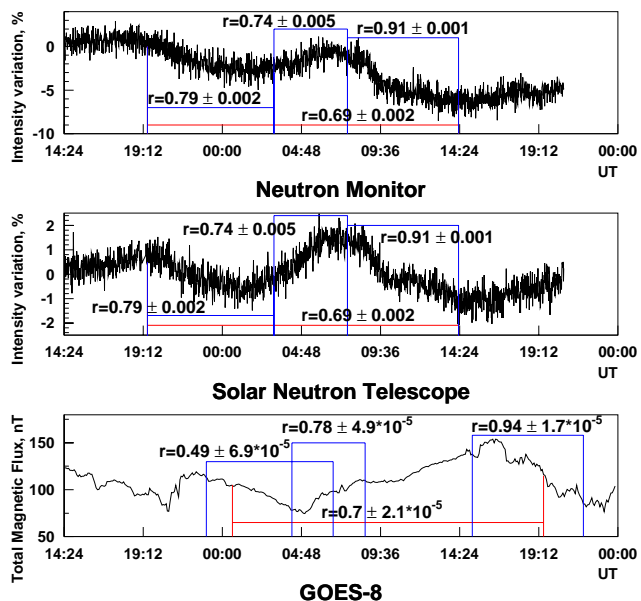 r=0.74 ± 0.005
r=0.91 ± 0.001
Intensity variation, %
0
-5
-10
r=0.79 ± 0.002
r=0.69 ± 0.002
14:24 19:12 00:00 04:48 09:36 14:24 19:12 00:00
UT
Neutron Monitor
Intensity variation, %
2
1
0
-1
-2
r=0.74 ± 0.005
r=0.91 ± 0.001
r=0.79 ± 0.002
r=0.69 ± 0.002
14:24 19:12 00:00 04:48 09:36 14:24 19:12 00:00
UT
Solar Neutron Telescope
Total Magnetic Flux, nT
150
100
50
r=0.78 ± 4.9*10⁻⁵
r=0.94 ± 1.7*10⁻⁵
r=0.49 ± 6.9*10⁻⁵
r=0.7 ± 2.1*10⁻⁵
14:24 19:12 00:00 04:48 09:36 14:24 19:12 00:00
UT
GOES-8